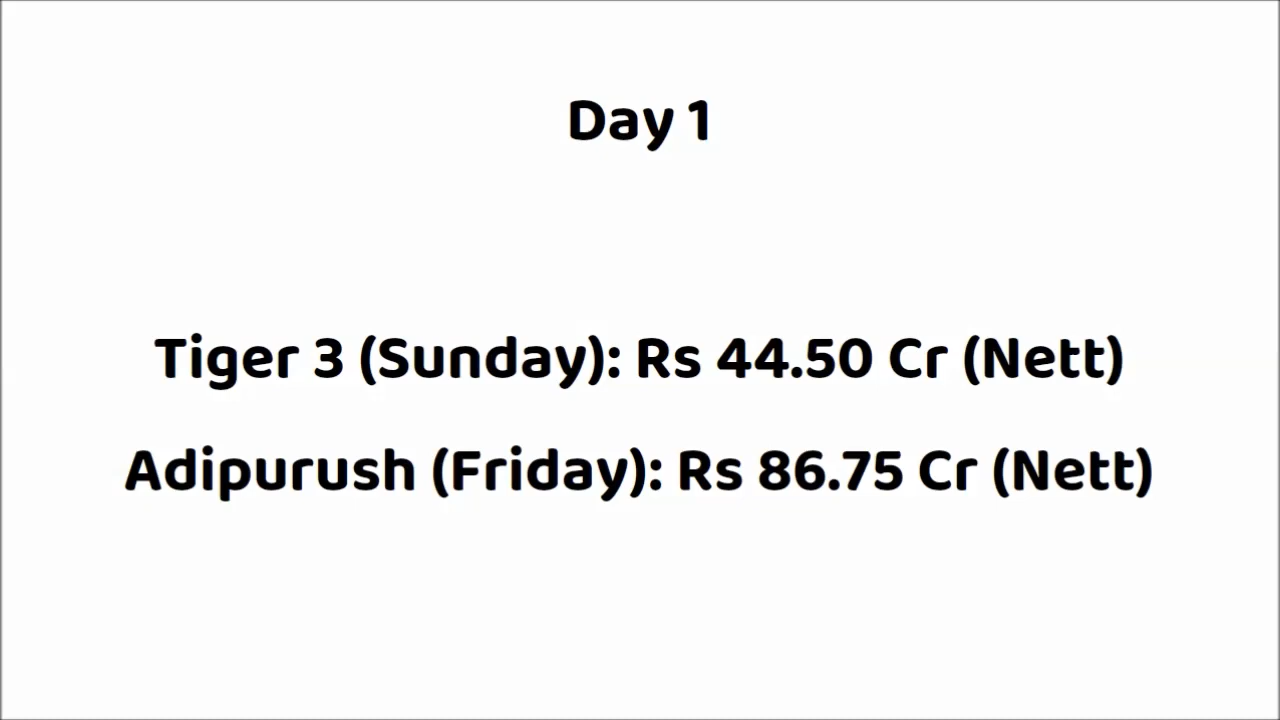 Day 1
Tiger 3 (Sunday): Rs 44.50 Cr (Nett)
Adipurush (Friday): Rs 86.75 Cr (Nett)